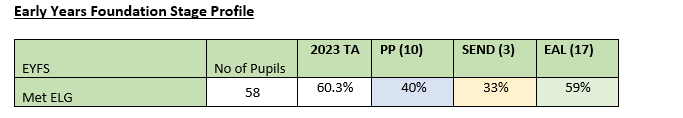 Early Years Foundation Stage Profile
EYFS No of Pupils 2023 TA PP (10) SEND (3) EAL (17)
Met ELG 58 60.3% 40% 33% 59%